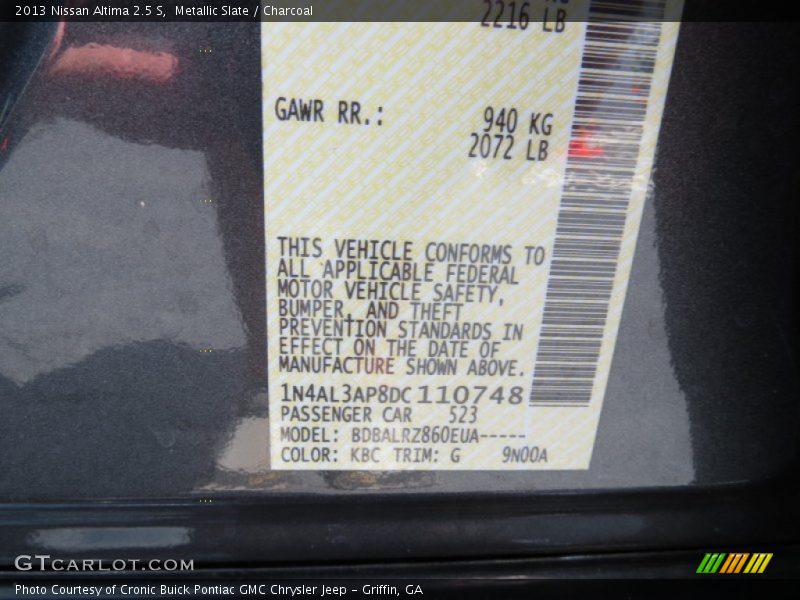 2013 Nissan Altima 2.5 S,  Metallic Slate / Charcoal
2216 LB
GAWR RR.: 940 KG
2072 LB
THIS VEHICLE CONFORMS TO
ALL APPLICABLE FEDERAL
MOTOR VEHICLE SAFETY,
BUMPER, AND THEFT
PREVENTION STANDARDS IN
EFFECT ON THE DATE OF
MANUFACTURE SHOWN ABOVE.
1N4AL3AP8DC110748
PASSENGER CAR 523
MODEL: BDBALRZ860EUA-----
COLOR: KBC TRIM: G 9N00A
GTCARLOT.COM
Photo Courtesy of Cronic Buick Pontiac GMC Chrysler Jeep - Griffin, GA